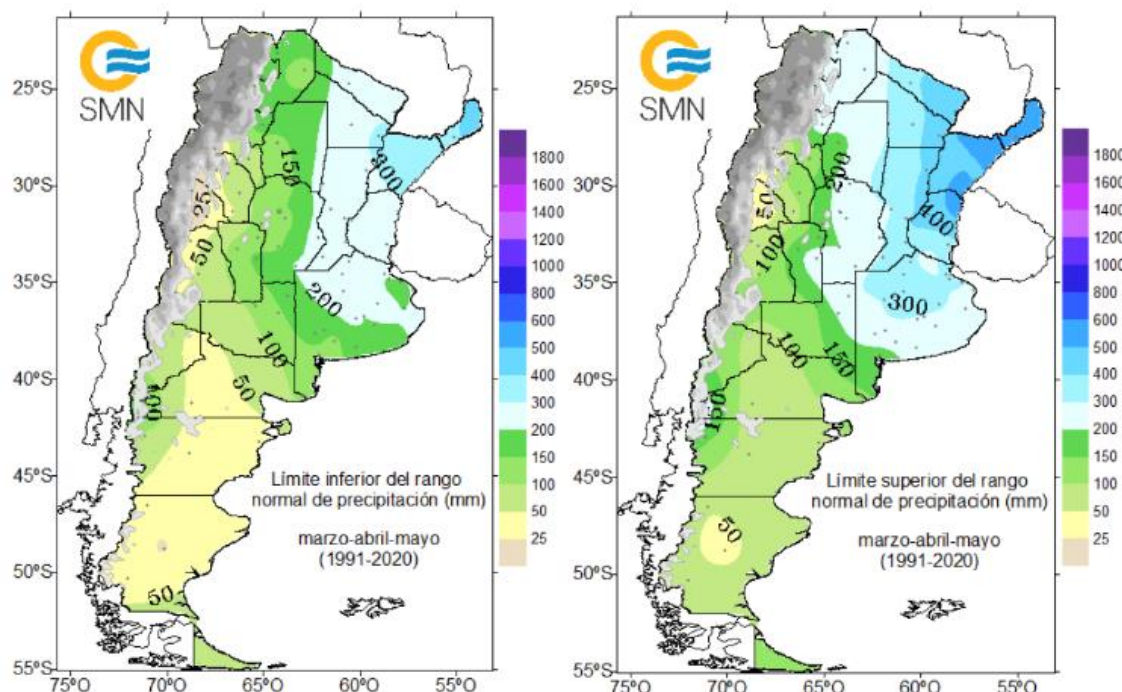 SMN
25°S
30°S
35°S
40°S
45°S
50°S
55°S
75°O
70°O
65°O
60°O
55°O
150
300
25
50
200
100
50
100
50
1800
1600
1400
1200
1000
800
600
500
400
300
200
150
100
50
25
Límite inferior del rango
normal de precipitación (mm)
marzo-abril-mayo
(1991-2020)
SMN
25°S
30°S
35°S
40°S
45°S
50°S
55°S
75°O
70°O
65°O
60°O
55°O
200
50
400
100
300
100
150
150
50
1800
1600
1400
1200
1000
800
600
500
400
300
200
150
100
50
25
Límite superior del rango
normal de precipitación (mm)
marzo-abril-mayo
(1991-2020)